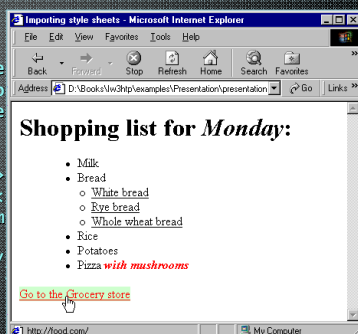 Importing style sheets - Microsoft Internet Explorer
File Edit View Favorites Tools Help
Back Forward Stop Refresh Home Search Favorites
Address D:\Books\Iw3htp\examples\Presentation\presentation Go Links »
Shopping list for Monday:
Milk
Bread
White bread
Rye bread
Whole wheat bread
Rice
Potatoes
Pizza with mushrooms
Go to the Grocery store
http://food.com/ My Computer